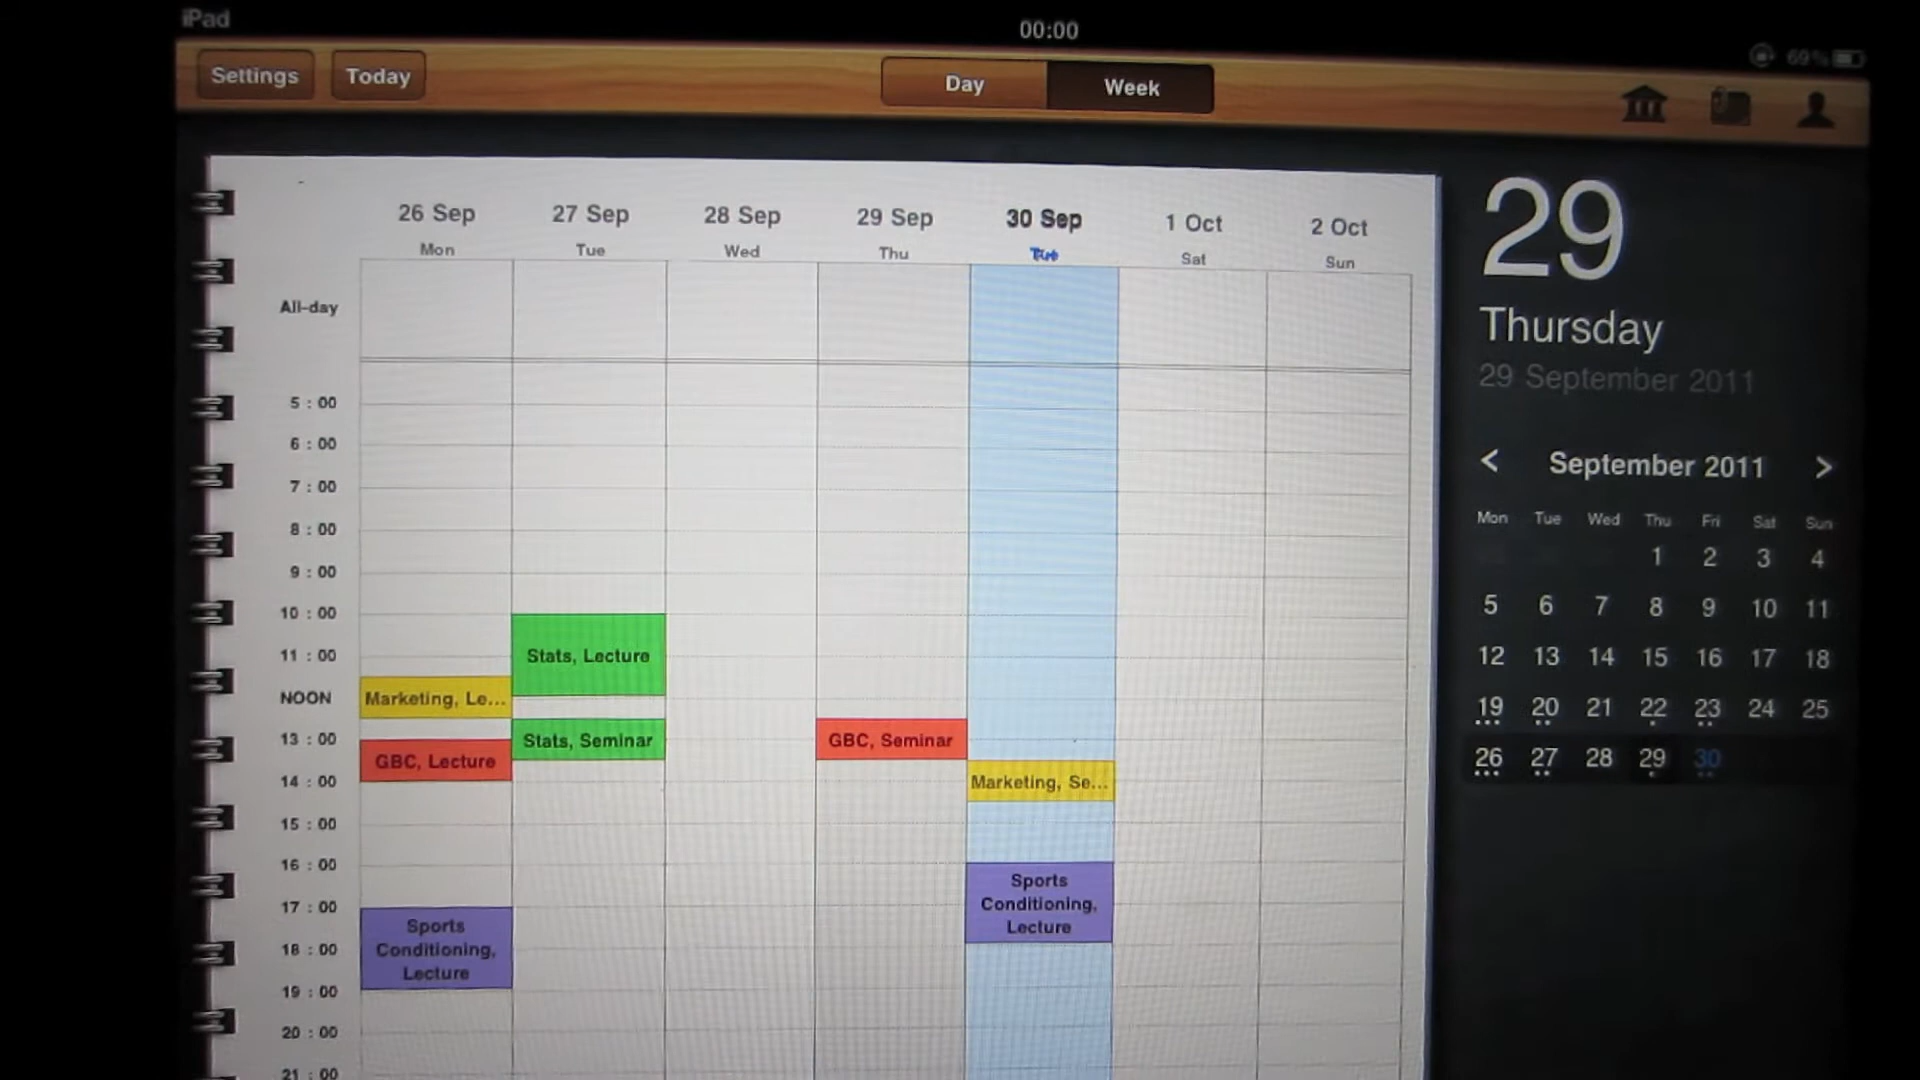 iPad
00:00
69%
Settings
Today
Day
Week
26 Sep
Mon
27 Sep
Tue
28 Sep
Wed
29 Sep
Thu
30 Sep
1 Oct
Sat
2 Oct
Sun
All-day
5 : 00
6 : 00
7 : 00
8 : 00
9 : 00
10 : 00
11 : 00
NOON
13 : 00
14 : 00
15 : 00
16 : 00
17 : 00
18 : 00
19 : 00
20 : 00
21 : 00
Marketing, Le...
GBC, Lecture
Sports
Conditioning,
Lecture
Stats, Lecture
Stats, Seminar
GBC, Seminar
Marketing, Se...
Sports
Conditioning,
Lecture
29
Thursday
29 September 2011
< September 2011 >
Mon Tue Wed Thu Fri Sat Sun
1 2 3 4
5 6 7 8 9 10 11
12 13 14 15 16 17 18
19 20 21 22 23 24 25
26 27 28 29 30